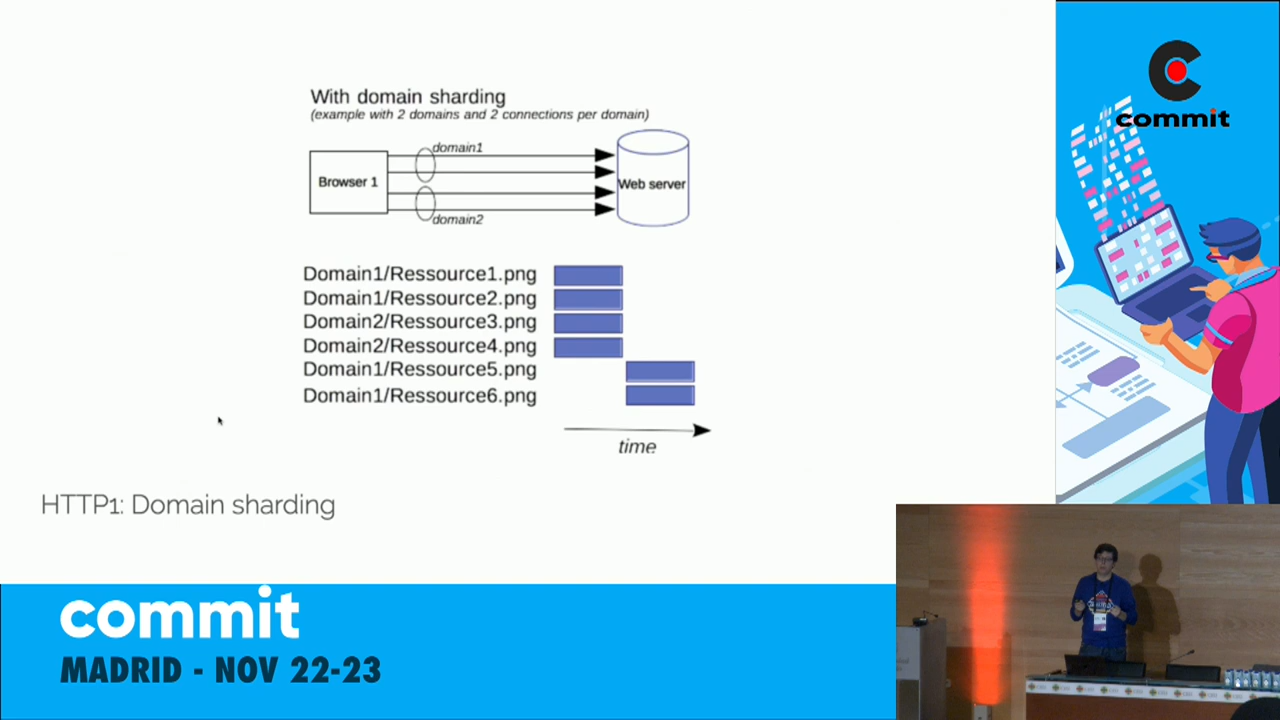 With domain sharding
(example with 2 domains and 2 connections per domain)
domain1
Browser 1
Web server
domain2
Domain1/Ressource1.png
Domain1/Ressource2.png
Domain2/Ressource3.png
Domain2/Ressource4.png
Domain1/Ressource5.png
Domain1/Ressource6.png
time
HTTP1: Domain sharding
commit
commit
MADRID - NOV 22-23